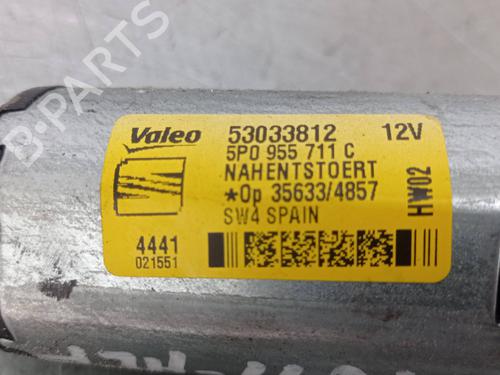 B-PARTS
Valeo 53033812 12V
5P0 955 711 C
NAHENTSTOERT
*Op 35633/4857
SW4 SPAIN
HW02
4441
021551